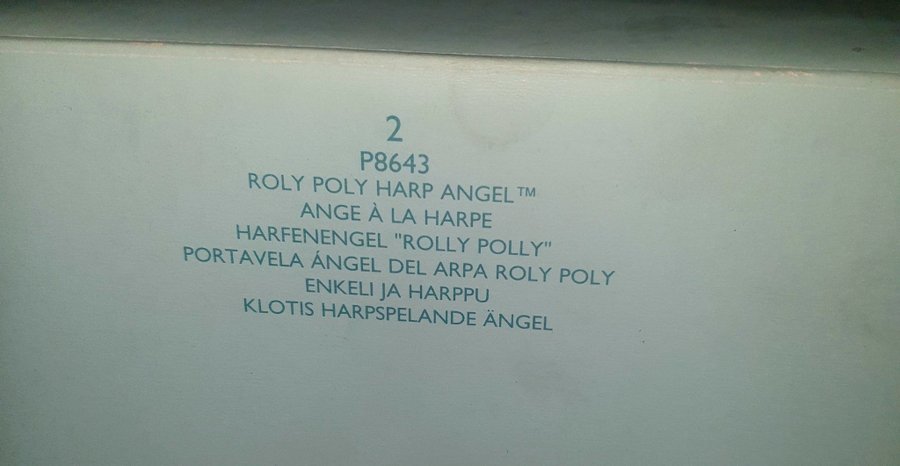 2
P8643
ROLY POLY HARP ANGEL™
ANGE À LA HARPE
HARFENENGEL "ROLLY POLLY"
PORTAVELA ÁNGEL DEL ARPA ROLY POLY
ENKELI JA HARPPU
KLOTIS HARPSPELANDE ÄNGEL